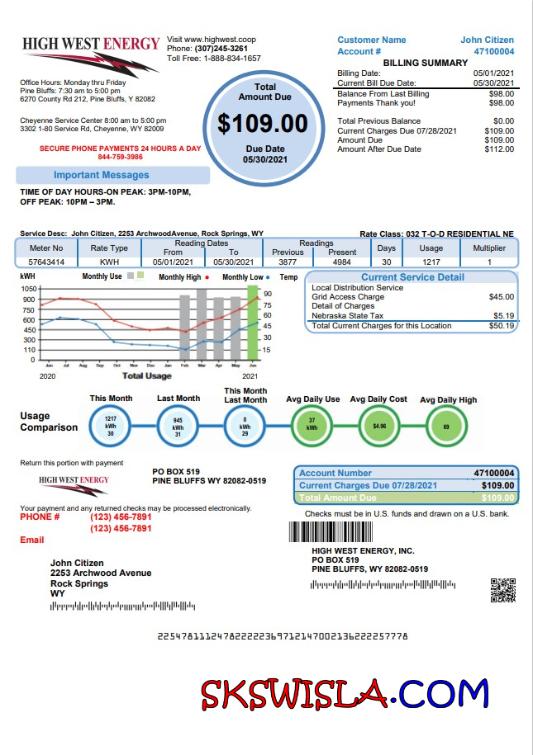 HIGH WEST ENERGY
Visit www.highwest.coop
Phone: (307)245-3261
Toll Free: 1-888-834-1657
Office Hours: Monday thru Friday
Pine Bluffs: 7:30 am to 5:00 pm
6270 County Rd 212, Pine Bluffs, Y 82082
Cheyenne Service Center 8:00 am to 5:00 pm
3302 1-80 Service Rd, Cheyenne, WY 82009
SECURE PHONE PAYMENTS 24 HOURS A DAY
844-759-3986
Important Messages
TIME OF DAY HOURS-ON PEAK: 3PM-10PM,
OFF PEAK: 10PM – 3PM.
Total
Amount Due
$109.00
Due Date
05/30/2021
Customer Name John Citizen
Account # 47100004
BILLING SUMMARY
Billing Date: 05/01/2021
Current Bill Due Date: 05/30/2021
Balance From Last Billing $98.00
Payments Thank you! $98.00
Total Previous Balance $0.00
Current Charges Due 07/28/2021 $109.00
Amount Due $109.00
Amount After Due Date $112.00
Service Desc: John Citizen, 2253 ArchwoodAvenue, Rock Springs, WY
Rate Class: 032 T-O-D RESIDENTIAL NE
Meter No Rate Type Reading Dates Readings Days Usage Multiplier
From To Previous Present
57643414 KWH 05/01/2021 05/30/2021 3877 4984 30 1217 1
kWH Monthly Use Monthly High Monthly Low Temp
1050
900
750
600
450
300
150
0
90
75
60
45
30
15
Jun Jul Aug Sep Oct Nov Dec Jan Feb Mar Apr May Jun
2020 Total Usage 2021
Current Service Detail
Local Distribution Service
Grid Access Charge $45.00
Detail of Charges
Nebraska State Tax $5.19
Total Current Charges for this Location $50.19
Usage
Comparison
This Month
1217
kWh
30
Last Month
945
kWh
31
This Month
Last Month
0
kWh
29
Avg Daily Use
37
kWh
Avg Daily Cost
$4.96
Avg Daily High
Return this portion with payment
HIGH WEST ENERGY
PO BOX 519
PINE BLUFFS WY 82082-0519
Account Number 47100004
Current Charges Due 07/28/2021 $109.00
Total Amount Due $109.00
Your payment and any returned checks may be processed electronically.
PHONE # (123) 456-7891
(123) 456-7891
Email
Checks must be in U.S. funds and drawn on a U.S. bank.
John Citizen
2253 Archwood Avenue
Rock Springs
WY
HIGH WEST ENERGY, INC.
PO BOX 519
PINE BLUFFS, WY 82082-0519
SKSWISLA.COM